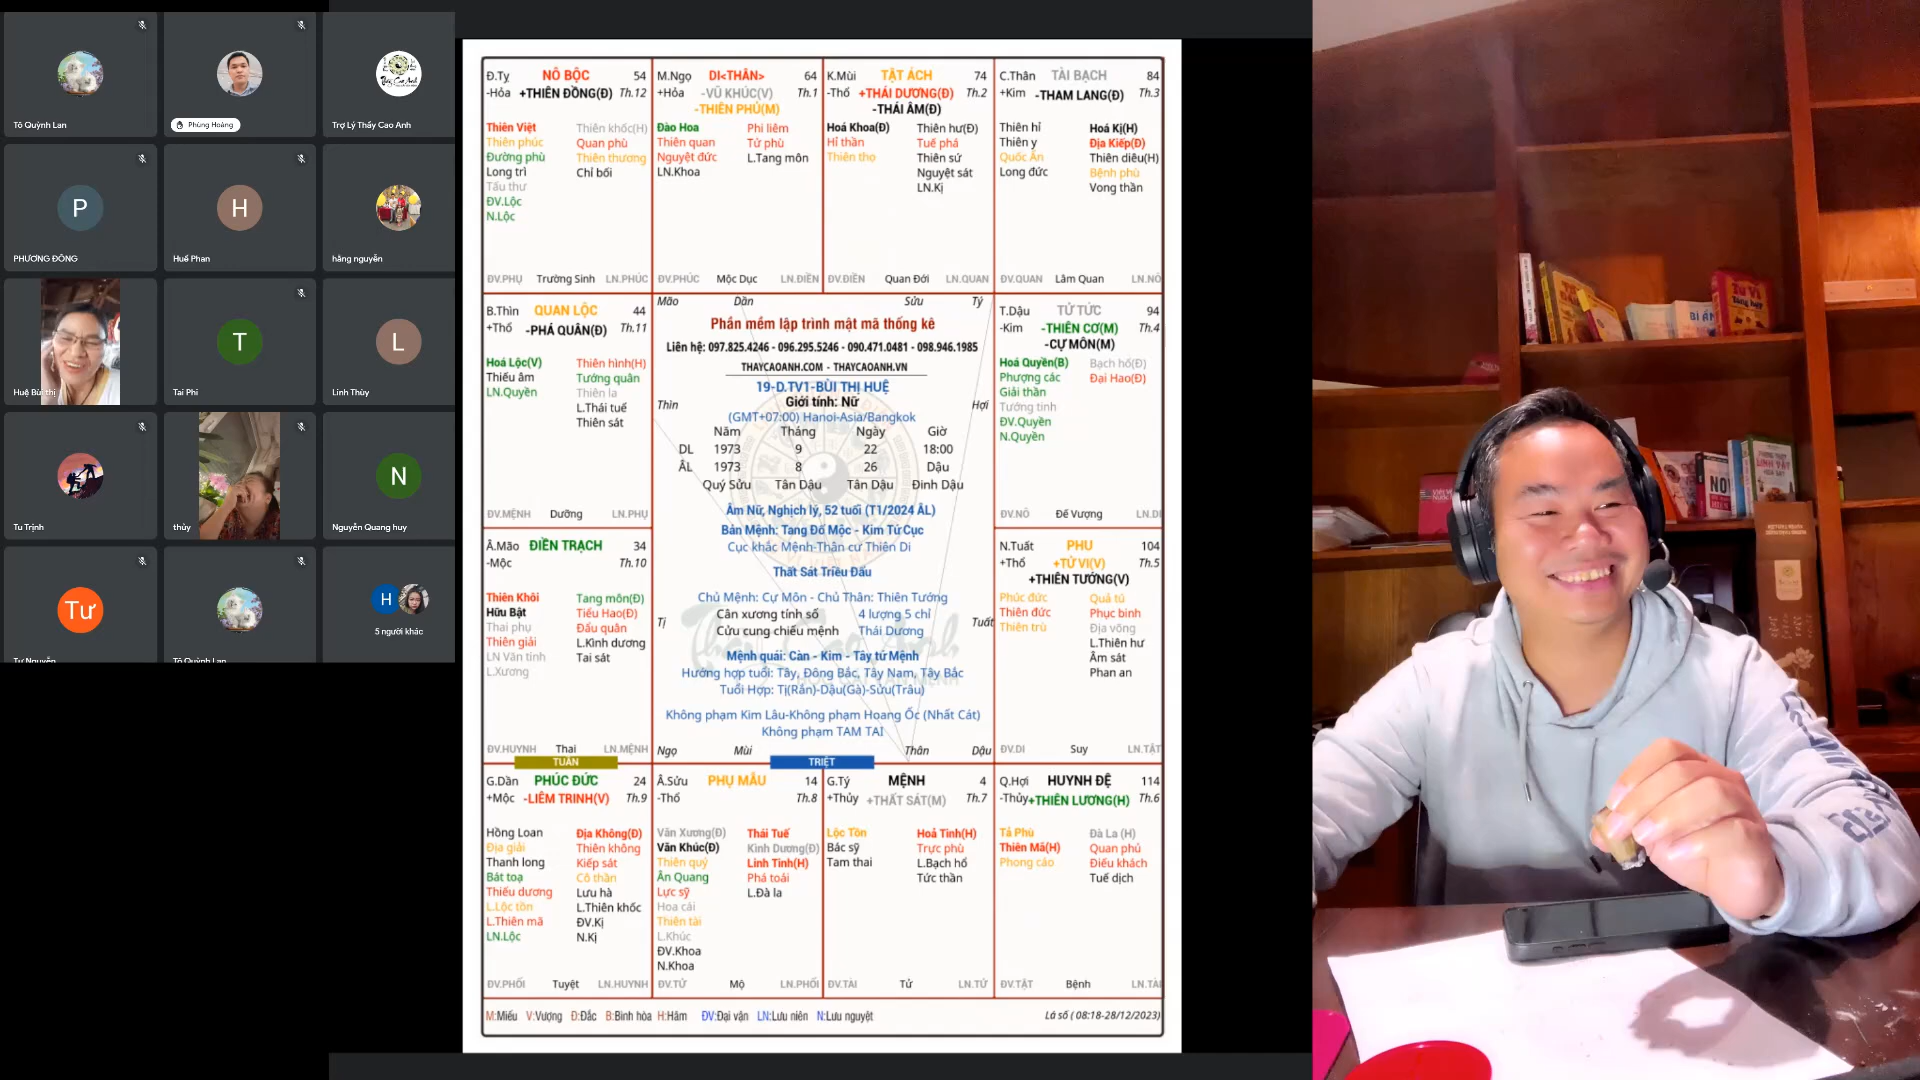 Tô Quỳnh Lan
Phùng Hoàng
Trợ Lý Thầy Cao Anh
P
PHƯƠNG ĐÔNG
H
Huế Phan
hằng nguyễn
Huệ Bùi thị
T
Tai Phi
L
Linh Thùy
Tu Trịnh
thủy
N
Nguyễn Quang huy
Tư
Tư Nguyễn
Tô Quỳnh Lan
H
5 người khác
Đ.Tỵ NÔ BỘC 54
-Hỏa +THIÊN ĐỒNG(Đ) Th.12
Thiên Việt Thiên khốc(H)
Thiên phúc Quan phù
Đường phù Thiên thương
Long trì Chỉ bối
Tấu thư
ĐV.Lộc
N.Lộc
ĐV.PHỤ Trường Sinh LN.PHÚC
M.Ngọ DI<THÂN> 64
+Hỏa -VŨ KHÚC(V) Th.1
-THIÊN PHỦ(M)
Đào Hoa Phi liêm
Thiên quan Tử phù
Nguyệt đức L.Tang môn
LN.Khoa
ĐV.PHÚC Mộc Dục LN.ĐIỀN
K.Mùi TẬT ÁCH 74
-Thổ +THÁI DƯƠNG(Đ) Th.2
-THÁI ÂM(Đ)
Hoá Khoa(Đ) Thiên hư(Đ)
Hỉ thần Tuế phá
Thiên thọ Thiên sứ
Nguyệt sát
LN.Kị
ĐV.ĐIỀN Quan Đới LN.QUAN
C.Thân TÀI BẠCH 84
+Kim -THAM LANG(Đ) Th.3
Thiên hỉ Hoá Kị(H)
Thiên y Địa Kiếp(Đ)
Quốc Ấn Thiên diêu(H)
Long đức Bệnh phù
Vong thần
ĐV.QUAN Lâm Quan LN.NÔ
B.Thìn QUAN LỘC 44
+Thổ -PHÁ QUÂN(Đ) Th.11
Hoá Lộc(V) Thiên hình(H)
Thiếu âm Tướng quân
LN.Quyền Thiên la
L.Thái tuế
Thiên sát
ĐV.MỆNH Dưỡng LN.PHỤ
Mão Dần Sửu Tý
Phần mềm lập trình mật mã thống kê
Liên hệ: 097.825.4246 - 096.295.5246 - 090.471.0481 - 098.946.1985
THAYCAOANH.COM - THAYCAOANH.VN
19-D.TV1-BÙI THỊ HUỆ
Thìn Giới tính: Nữ Hợi
(GMT+07:00) Hanoi-Asia/Bangkok
Năm Tháng Ngày Giờ
DL 1973 9 22 18:00
ÂL 1973 8 26 Dậu
Quý Sửu Tân Dậu Tân Dậu Đinh Dậu
Âm Nữ, Nghịch lý, 52 tuổi (T1/2024 ÂL)
Bản Mệnh: Tang Đố Mộc - Kim Tứ Cục
Cục khắc Mệnh-Thân cư Thiên Di
Thất Sát Triều Đẩu
Chủ Mệnh: Cự Môn - Chủ Thân: Thiên Tướng
Cân xương tính số 4 lượng 5 chỉ
Tị Cửu cung chiếu mệnh Thái Dương Tuất
Thầy Cao Anh
Mệnh quái: Càn - Kim - Tây tứ Mệnh
Hướng hợp tuổi: Tây, Đông Bắc, Tây Nam, Tây Bắc
Tuổi Hợp: Tị(Rắn)-Dậu(Gà)-Sửu(Trâu)
Không phạm Kim Lâu-Không phạm Hoang Ốc (Nhất Cát)
Không phạm TAM TAI
Ngọ Mùi Thân Dậu
T.Dậu TỬ TỨC 94
-Kim -THIÊN CƠ(M) Th.4
-CỰ MÔN(M)
Hoá Quyền(B) Bạch hổ(Đ)
Phượng các Đại Hao(Đ)
Giải thần
Tướng tinh
ĐV.Quyền
N.Quyền
ĐV.NÔ Đế Vượng LN.DI
Ấ.Mão ĐIỀN TRẠCH 34
-Mộc Th.10
Thiên Khôi Tang môn(Đ)
Hữu Bật Tiểu Hao(Đ)
Thai phụ Đẩu quân
Thiên giải L.Kình dương
LN Văn tinh Tai sát
L.Xương
ĐV.HUYNH Thai LN.MỆNH
N.Tuất PHU 104
+Thổ +TỬ VI(V) Th.5
+THIÊN TƯỚNG(V)
Phúc đức Quả tú
Thiên đức Phục binh
Thiên trù Địa võng
L.Thiên hư
Âm sát
Phan an
ĐV.DI Suy LN.TẬT
TUẦN
TRIỆT
G.Dần PHÚC ĐỨC 24
+Mộc -LIÊM TRINH(V) Th.9
Hồng Loan Địa Không(Đ)
Địa giải Thiên không
Thanh long Kiếp sát
Bát toạ Cô thần
Thiếu dương Lưu hà
L.Lộc tồn L.Thiên khốc
L.Thiên mã ĐV.Kị
LN.Lộc N.Kị
ĐV.PHỐI Tuyệt LN.HUYNH
Ấ.Sửu PHỤ MẪU 14
-Thổ Th.8
Văn Xương(Đ) Thái Tuế
Văn Khúc(Đ) Kình Dương(Đ)
Thiên quý Linh Tinh(H)
Ân Quang Phá toái
Lực sỹ L.Đà la
Hoa cái
Thiên tài
L.Khúc
ĐV.Khoa
N.Khoa
ĐV.TỬ Mộ LN.PHỐI
G.Tý MỆNH 4
+Thủy +THẤT SÁT(M) Th.7
Lộc Tồn Hoả Tinh(H)
Bác sỹ Trực phù
Tam thai L.Bạch hổ
Tức thần
ĐV.TÀI Tử LN.TỬ
Q.Hợi HUYNH ĐỆ 114
-Thủy +THIÊN LƯƠNG(H) Th.6
Tả Phù Đà La (H)
Thiên Mã(H) Quan phủ
Phong cáo Điếu khách
Tuế dịch
ĐV.TẬT Bệnh LN.TÀI
M:Miếu V:Vượng Đ:Đắc B:Bình hòa H:Hãm ĐV:Đại vận LN:Lưu niên N:Lưu nguyệt Lá số ( 08:18-28/12/2023)